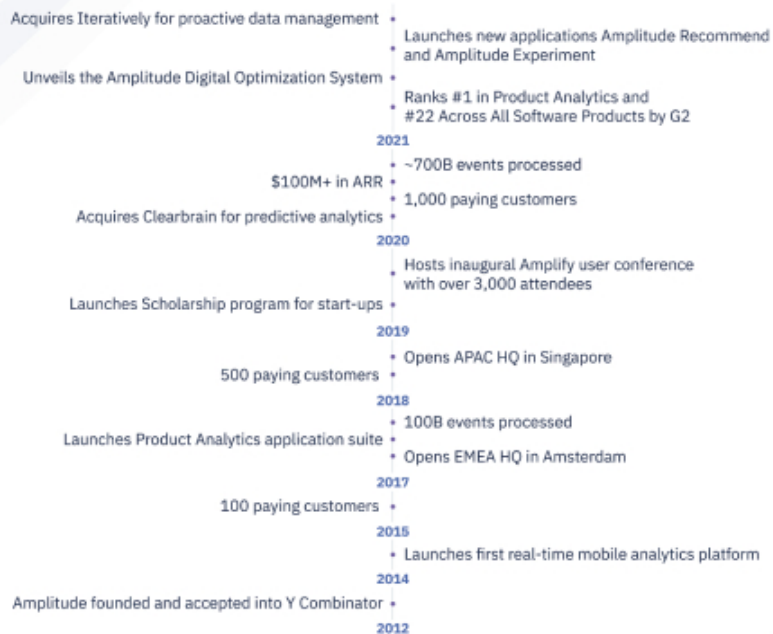 Acquires Iteratively for proactive data management
Launches new applications Amplitude Recommend
and Amplitude Experiment
Unveils the Amplitude Digital Optimization System
Ranks #1 in Product Analytics and
#22 Across All Software Products by G2
2021
~700B events processed
$100M+ in ARR
1,000 paying customers
Acquires Clearbrain for predictive analytics
2020
Hosts inaugural Amplify user conference
with over 3,000 attendees
Launches Scholarship program for start-ups
2019
Opens APAC HQ in Singapore
500 paying customers
2018
100B events processed
Launches Product Analytics application suite
Opens EMEA HQ in Amsterdam
2017
100 paying customers
2015
Launches first real-time mobile analytics platform
2014
Amplitude founded and accepted into Y Combinator
2012